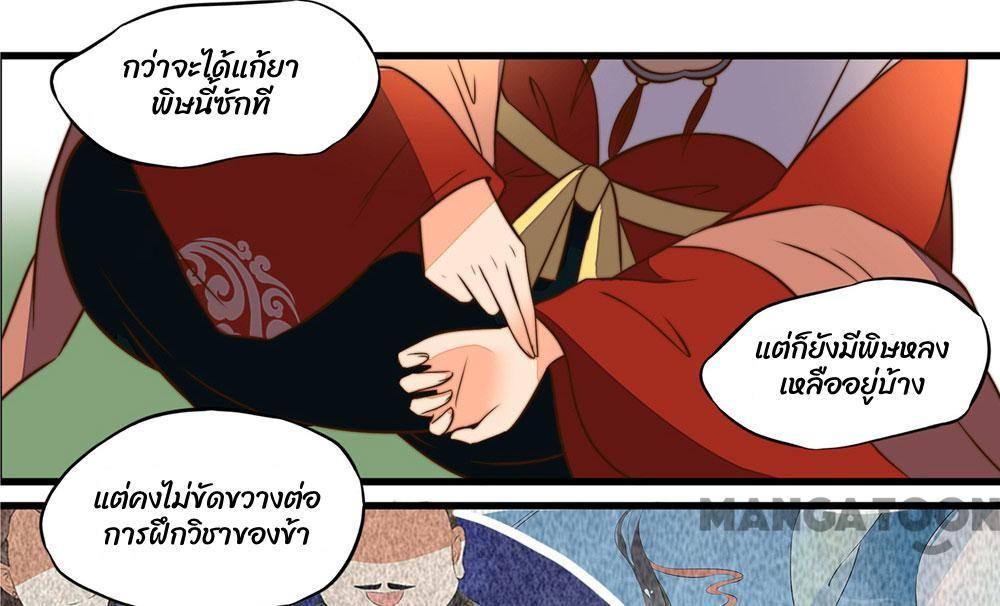 กว่าจะได้แก้ยา
พิษนี้ซักที
แต่ก็ยังมีพิษหลง
เหลืออยู่บ้าง
แต่คงไม่ขัดขวางต่อ
การฝึกวิชาของข้า
MANGATOON